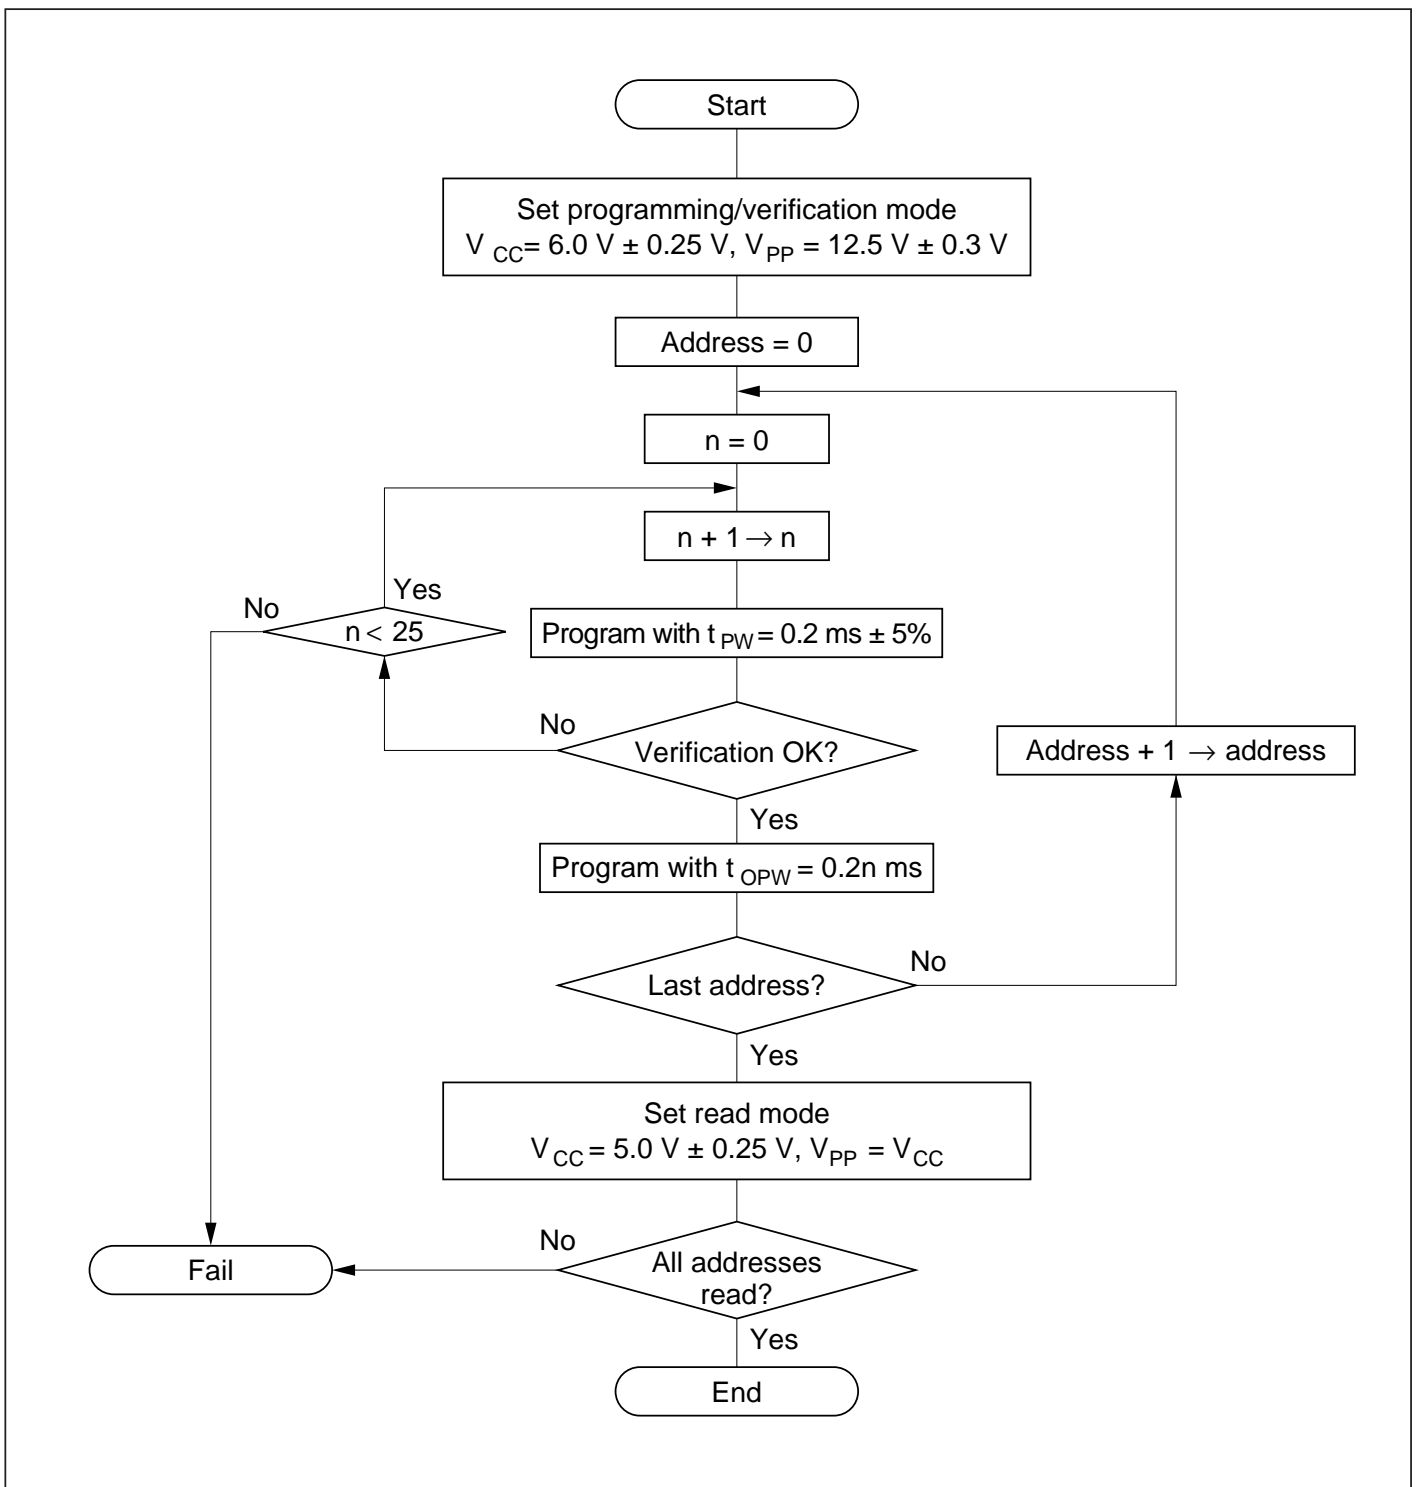 Start
Set programming/verification mode
V CC = 6.0 V ± 0.25 V, VPP = 12.5 V ± 0.3 V
Address = 0
n = 0
n + 1 → n
Yes
No
n < 25
Program with t PW = 0.2 ms ± 5%
No
Verification OK?
Address + 1 → address
Yes
Program with t OPW = 0.2n ms
No
Last address?
Yes
Set read mode
VCC = 5.0 V ± 0.25 V, VPP = VCC
No
All addresses
read?
Fail
Yes
End